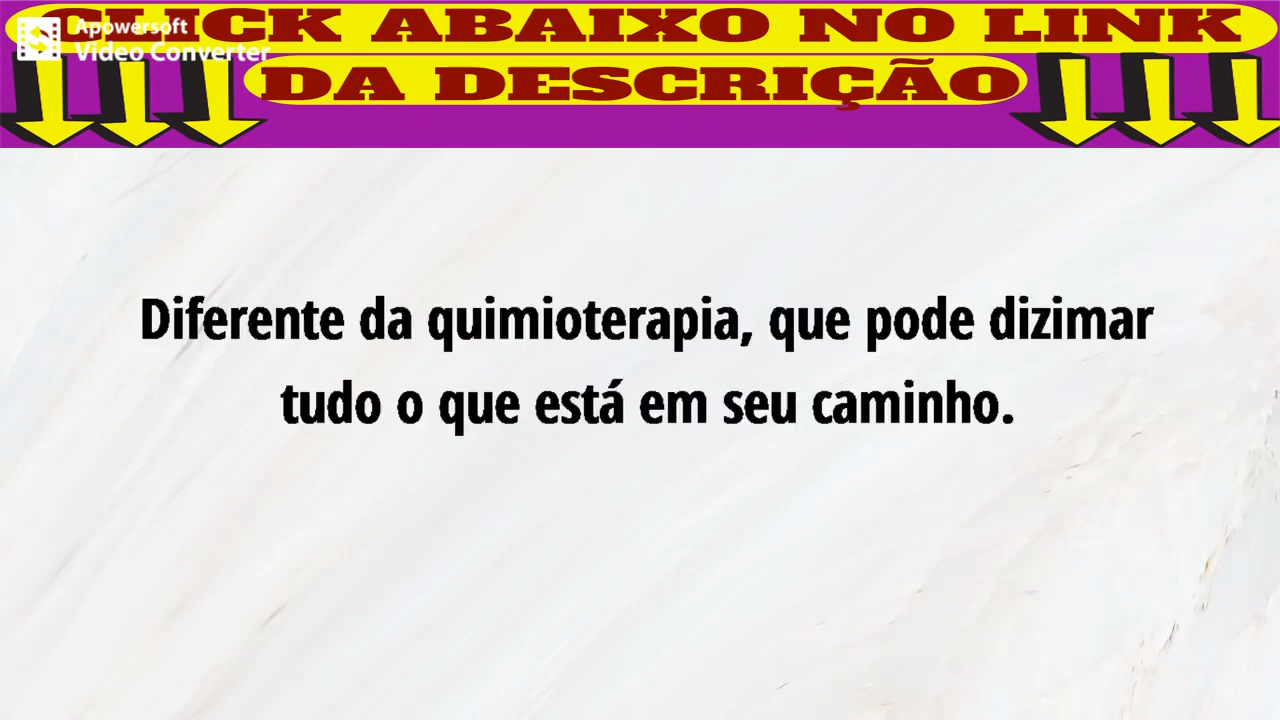 CLICK ABAIXO NO LINK
Apowersoft
Video Converter
DA DESCRIÇÃO
Diferente da quimioterapia, que pode dizimar
tudo o que está em seu caminho.